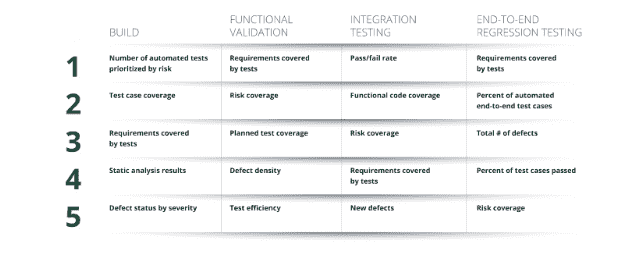 BUILD
FUNCTIONAL
VALIDATION
INTEGRATION
TESTING
END-TO-END
REGRESSION TESTING
1
Number of automated tests
prioritized by risk
Requirements covered
by tests
Pass/fail rate
Requirements covered
by tests
2
Test case coverage
Risk coverage
Functional code coverage
Percent of automated
end-to-end test cases
3
Requirements covered
by tests
Planned test coverage
Risk coverage
Total # of defects
4
Static analysis results
Defect density
Requirements covered
by tests
Percent of test cases passed
5
Defect status by severity
Test efficiency
New defects
Risk coverage